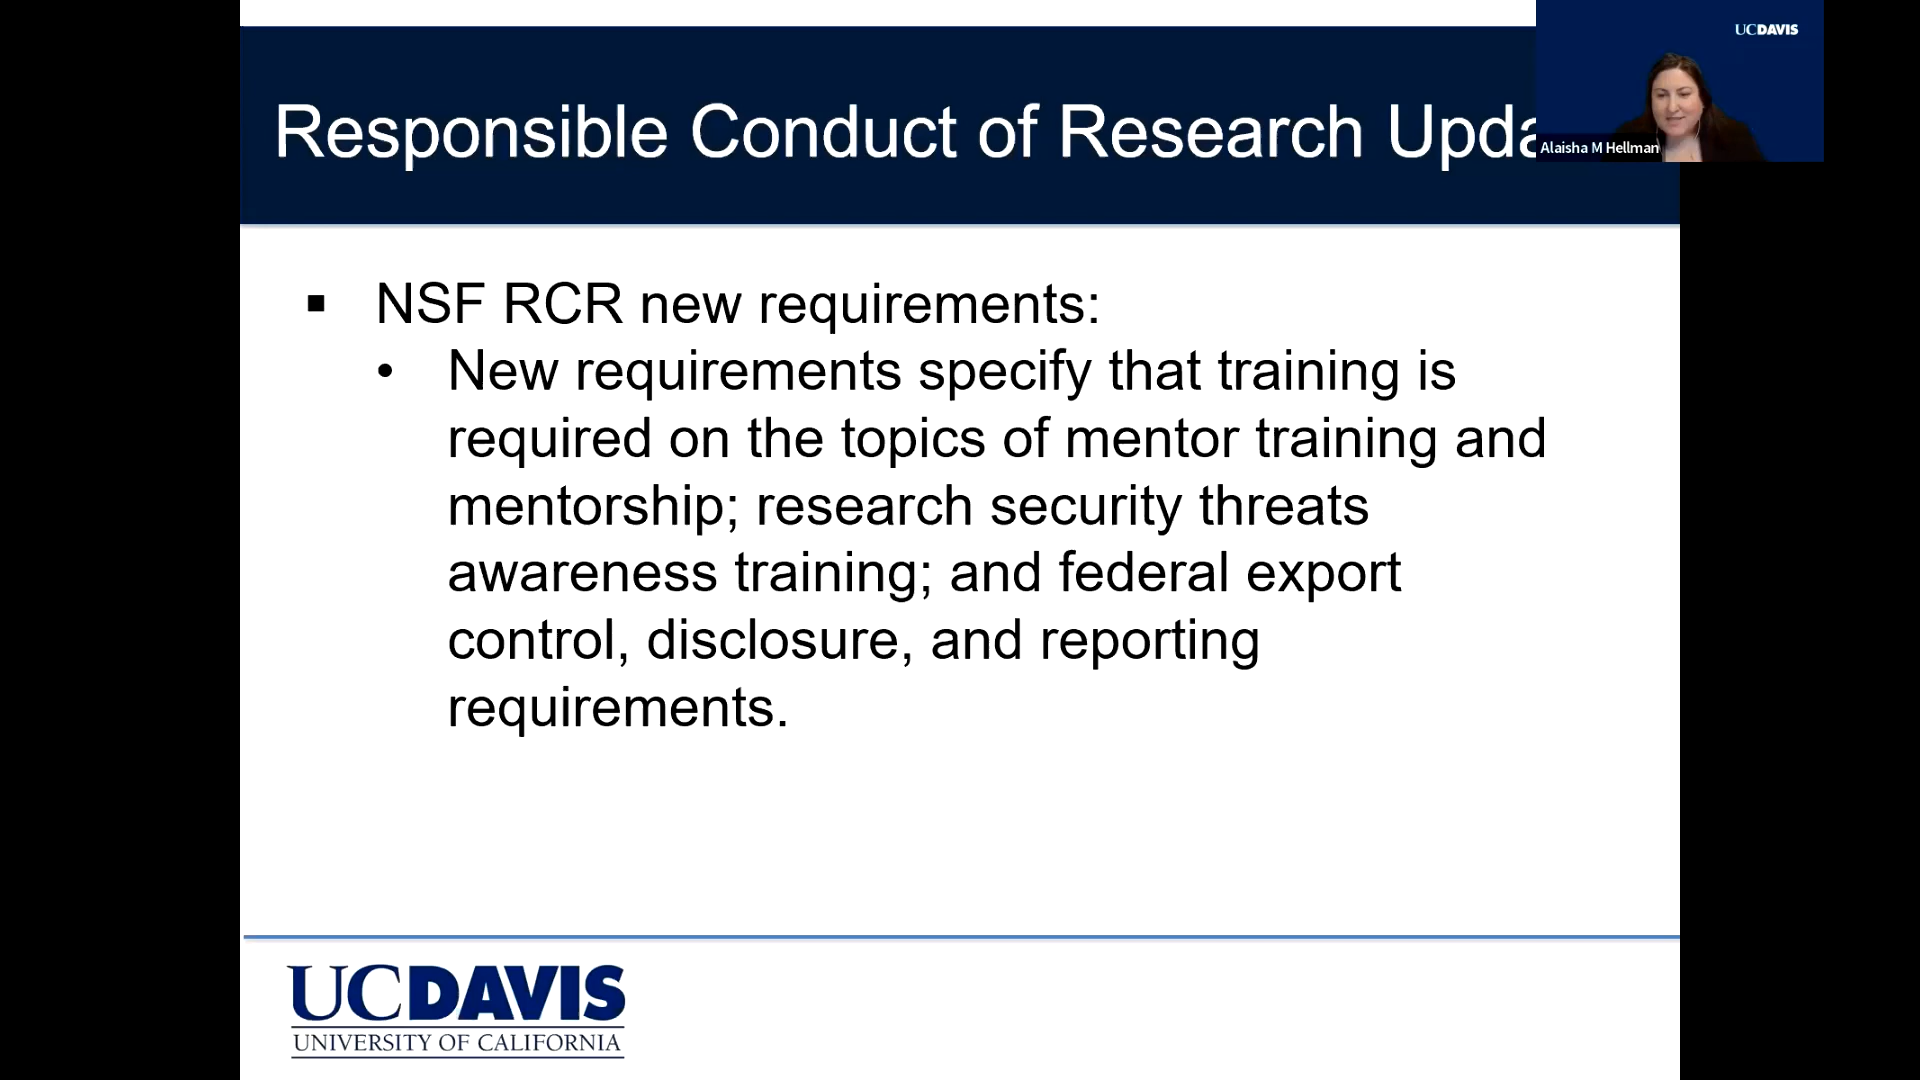 Responsible Conduct of Research Upda
UCDAVIS
Alaisha M Hellman
▪ NSF RCR new requirements:
• New requirements specify that training is
required on the topics of mentor training and
mentorship; research security threats
awareness training; and federal export
control, disclosure, and reporting
requirements.
UCDAVIS
UNIVERSITY OF CALIFORNIA